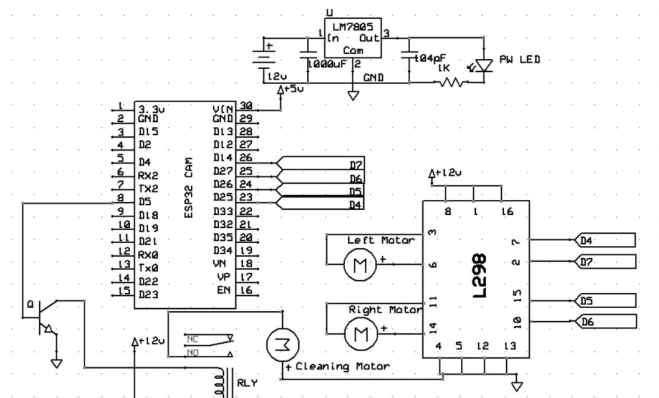 U
LM7805
1 In Out 3
Com
2
1000uF
104pF
1K
PW LED
12v
GND
+5v
ESP32 CAM
1 3.3v VIN 30
2 GND GND 29
3 D15 D13 28
4 D2 D12 27
5 D4 D14 26
6 RX2 D27 25
7 TX2 D26 24
8 D5 D25 23
9 D18 D33 22
10 D19 D32 21
11 D21 D35 20
12 RX0 D34 19
13 Tx0 VN 18
14 D22 VP 17
15 D23 EN 16
D7
D6
D5
D4
+12v
8 1 16
L298
3
6
11
14
7
2
15
10
4 5 12 13
D4
D7
D5
D6
Left Motor
M +
Right Motor
M +
Q
+12v
NC
NO
M
+ Cleaning Motor
RLY